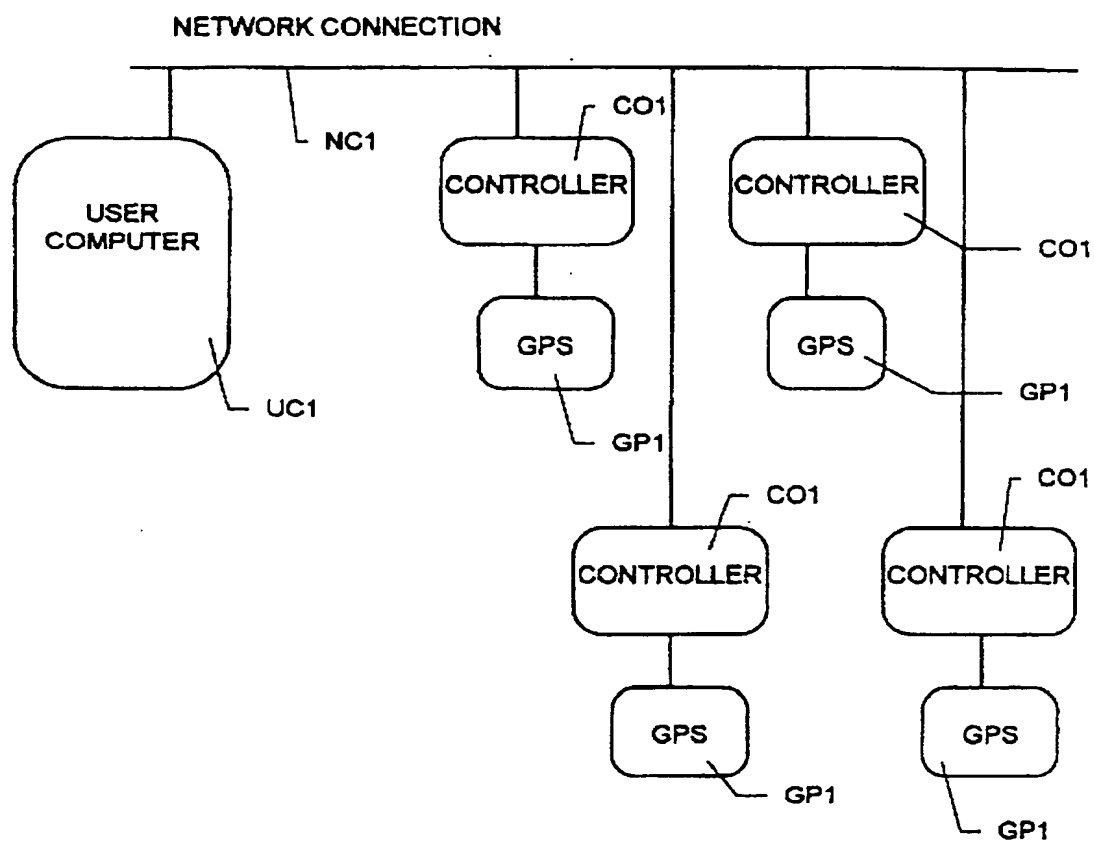 NETWORK CONNECTION
NC1
CO1
USER
COMPUTER
CONTROLLER
CONTROLLER
CO1
GPS
GPS
UC1
GP1
GP1
CO1
CO1
CONTROLLER
CONTROLLER
GPS
GPS
GP1
GP1